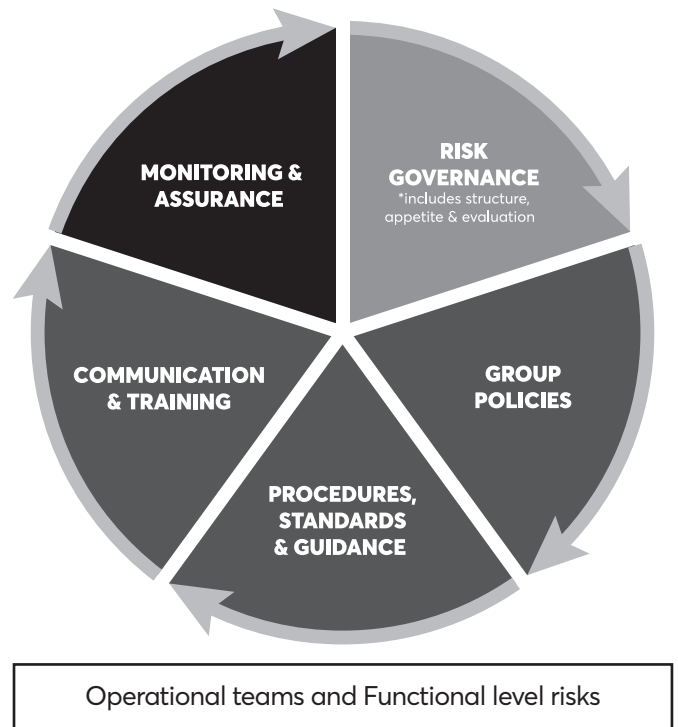 MONITORING &
ASSURANCE
RISK
GOVERNANCE
*includes structure,
appetite & evaluation
GROUP
POLICIES
PROCEDURES,
STANDARDS
& GUIDANCE
COMMUNICATION
& TRAINING
Operational teams and Functional level risks